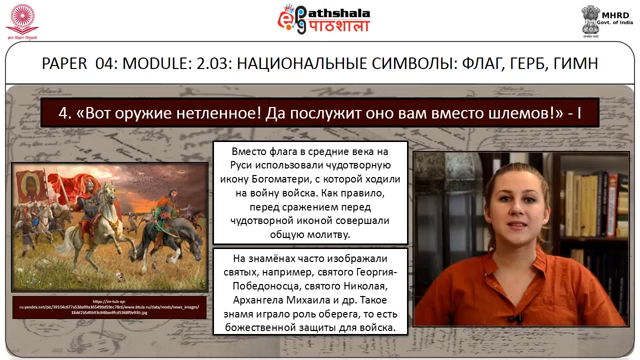 Pathshala
पाठशाला
MHRD
Govt. of India
PAPER 04: MODULE: 2.03: НАЦИОНАЛЬНЫЕ СИМВОЛЫ: ФЛАГ, ГЕРБ, ГИМН
4. «Вот оружие нетленное! Да послужит оно вам вместо шлемов!» - I
Вместо флага в средние века на
Руси использовали чудотворную
икону Богоматери, с которой ходили
на войну войска. Как правило,
перед сражением перед
чудотворной иконой совершали
общую молитву.
На знамёнах часто изображали
святых, например, святого Георгия-
Победоносца, святого Николая,
Архангела Михаила и др. Такое
знамя играло роль оберега, то есть
божественной защиты для войска.